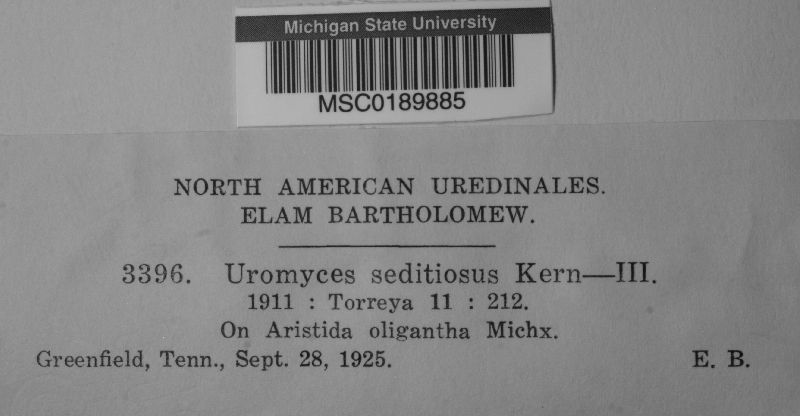 Michigan State University
MSC0189885
NORTH AMERICAN UREDINALES.
ELAM BARTHOLOMEW.
3396. Uromyces seditiosus Kern—III.
1911 : Torreya 11 : 212.
On Aristida oligantha Michx.
Greenfield, Tenn., Sept. 28, 1925. E. B.